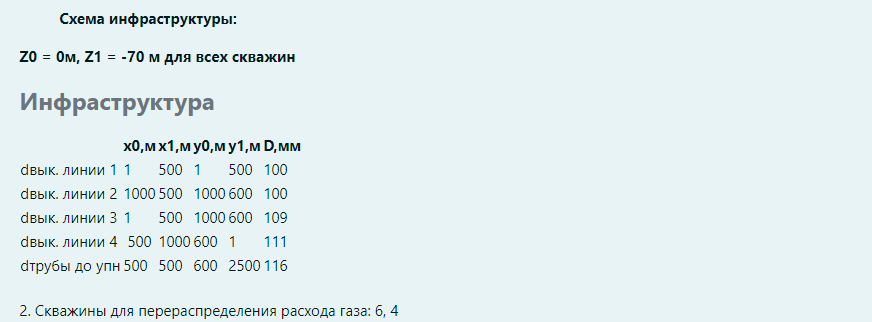 Схема инфраструктуры:
Z0 = 0м, Z1 = -70 м для всех скважин
Инфраструктура
x0,м x1,м y0,м y1,м D,мм
dвык. линии 1 1 500 1 500 100
dвык. линии 2 1000 500 1000 600 100
dвык. линии 3 1 500 1000 600 109
dвык. линии 4 500 1000 600 1 111
dтрубы до упн 500 500 600 2500 116
2. Скважины для перераспределения расхода газа: 6, 4